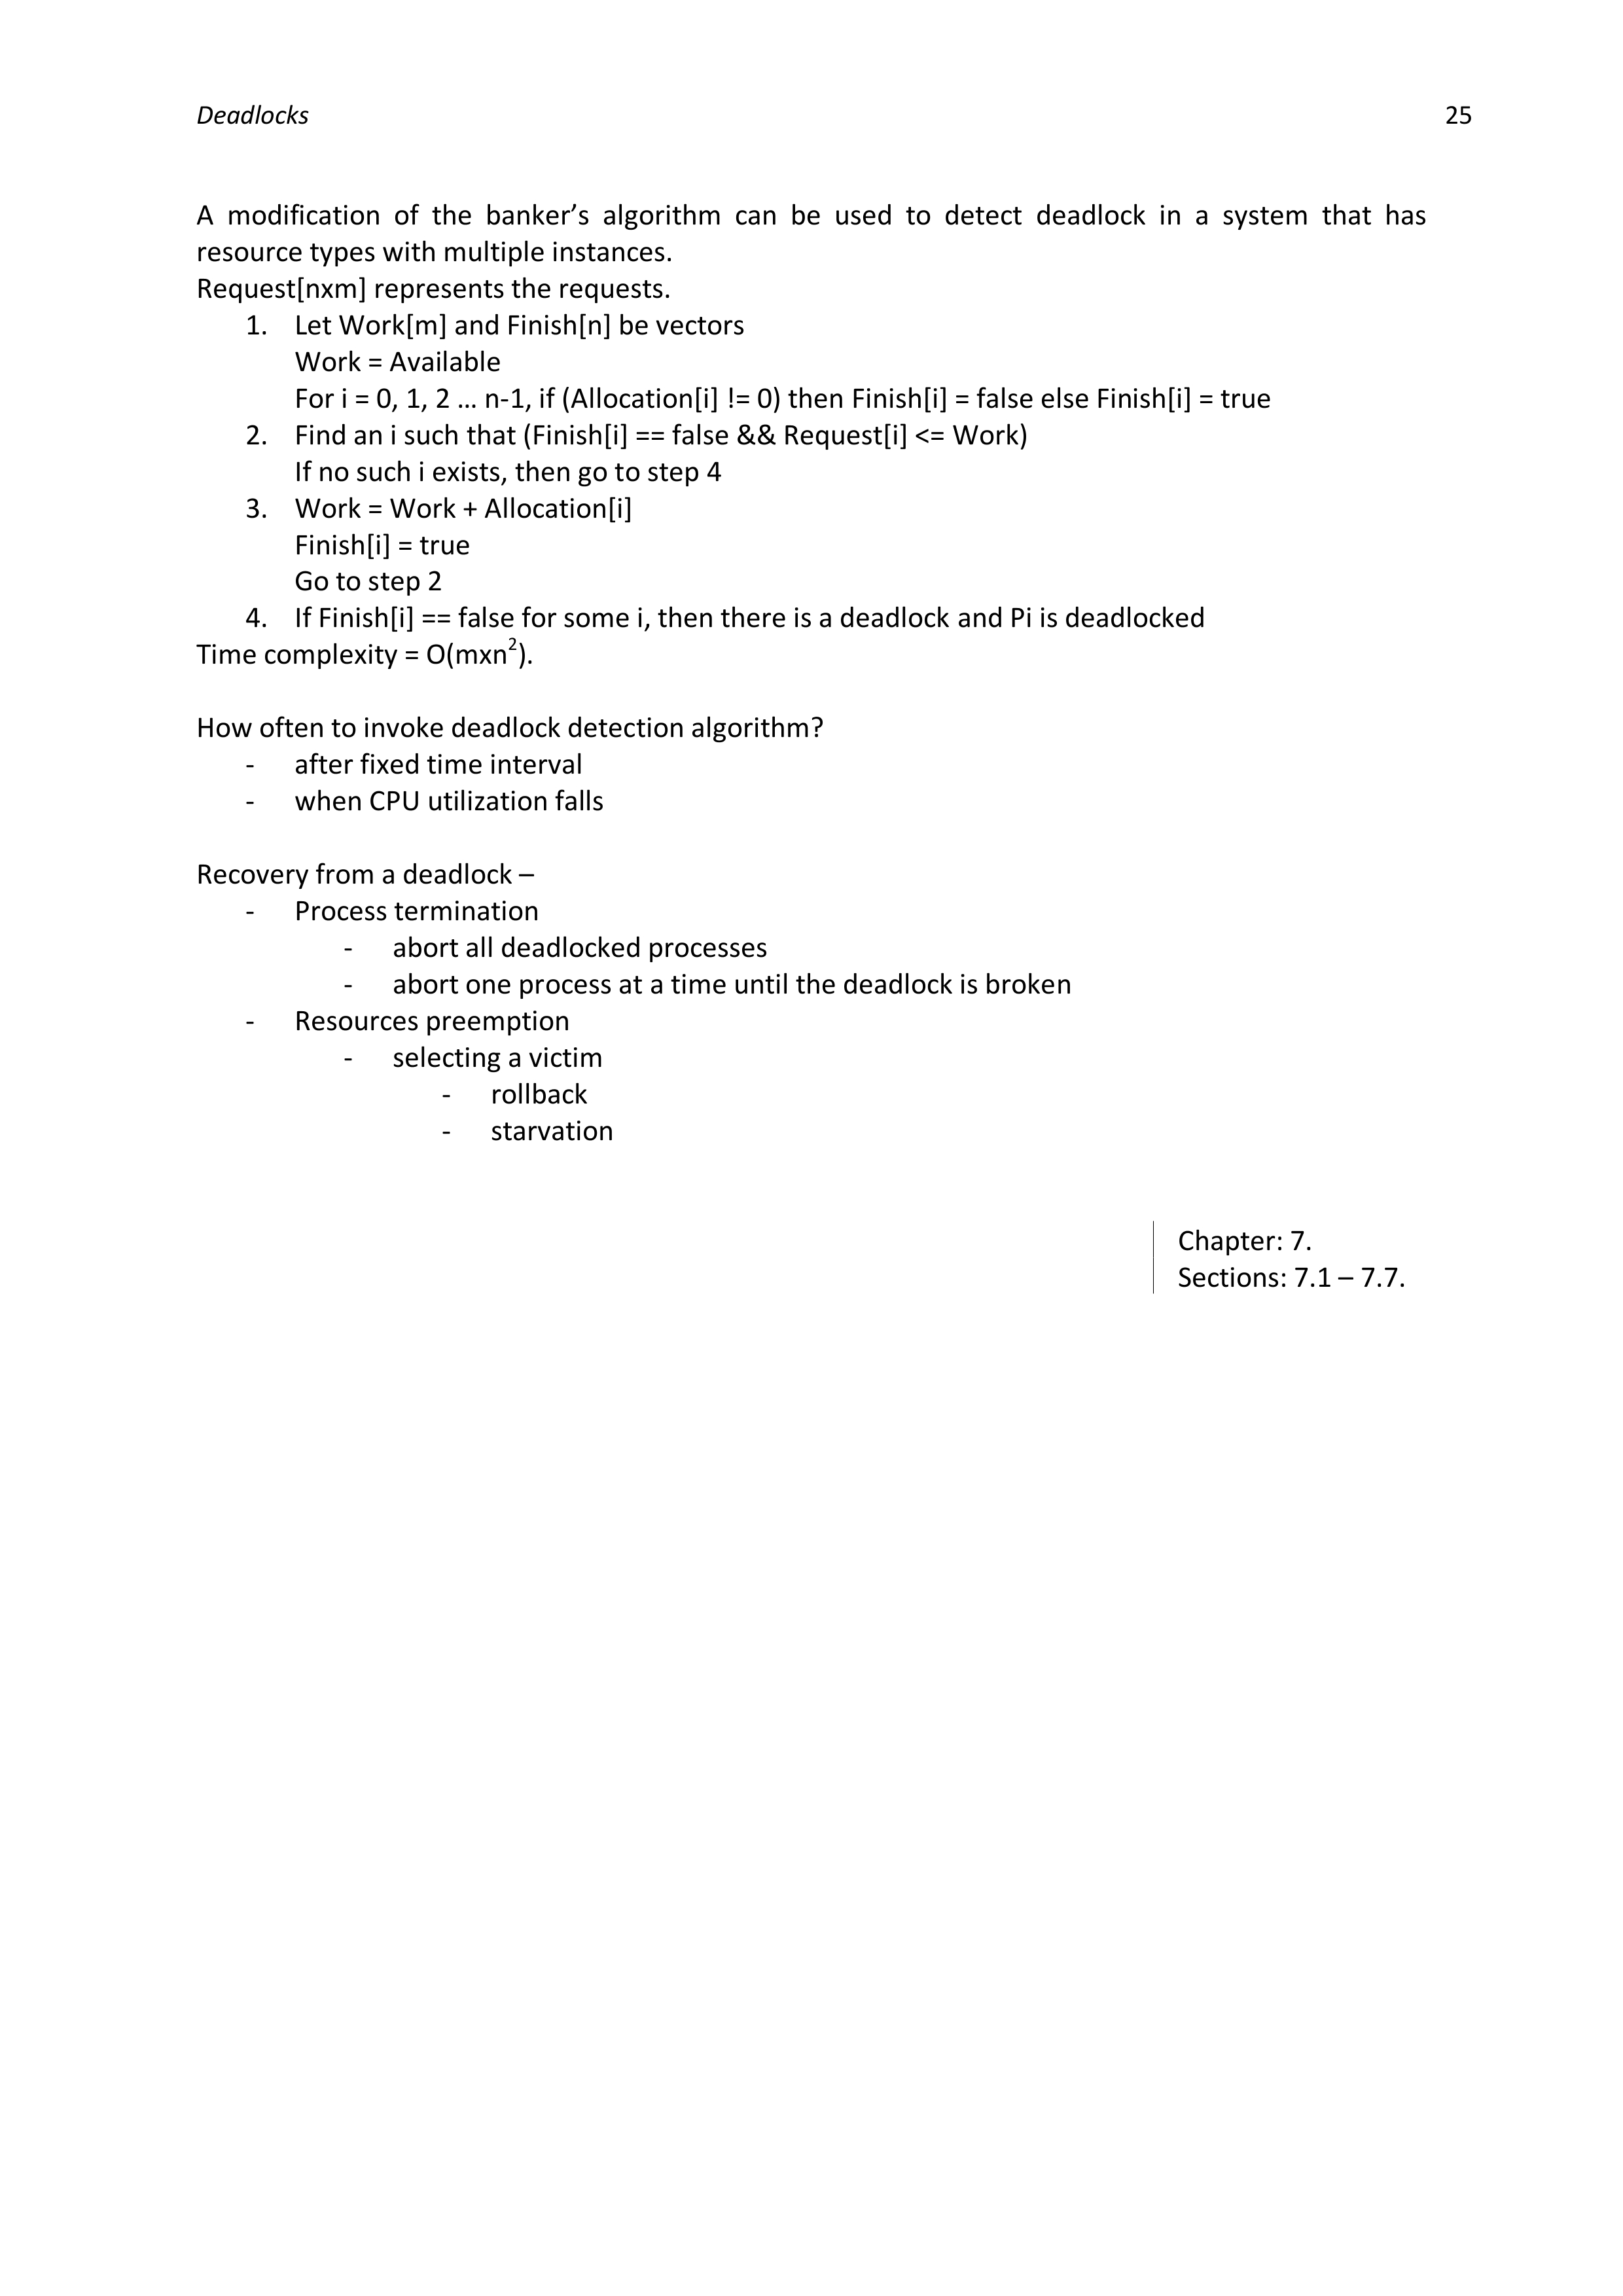 Deadlocks 25
A modification of the banker’s algorithm can be used to detect deadlock in a system that has
resource types with multiple instances.
Request[nxm] represents the requests.
1. Let Work[m] and Finish[n] be vectors
Work = Available
For i = 0, 1, 2 … n-1, if (Allocation[i] != 0) then Finish[i] = false else Finish[i] = true
2. Find an i such that (Finish[i] == false && Request[i] <= Work)
If no such i exists, then go to step 4
3. Work = Work + Allocation[i]
Finish[i] = true
Go to step 2
4. If Finish[i] == false for some i, then there is a deadlock and Pi is deadlocked
Time complexity = O(mxn²).
How often to invoke deadlock detection algorithm?
- after fixed time interval
- when CPU utilization falls
Recovery from a deadlock –
- Process termination
- abort all deadlocked processes
- abort one process at a time until the deadlock is broken
- Resources preemption
- selecting a victim
- rollback
- starvation
Chapter: 7.
Sections: 7.1 – 7.7.